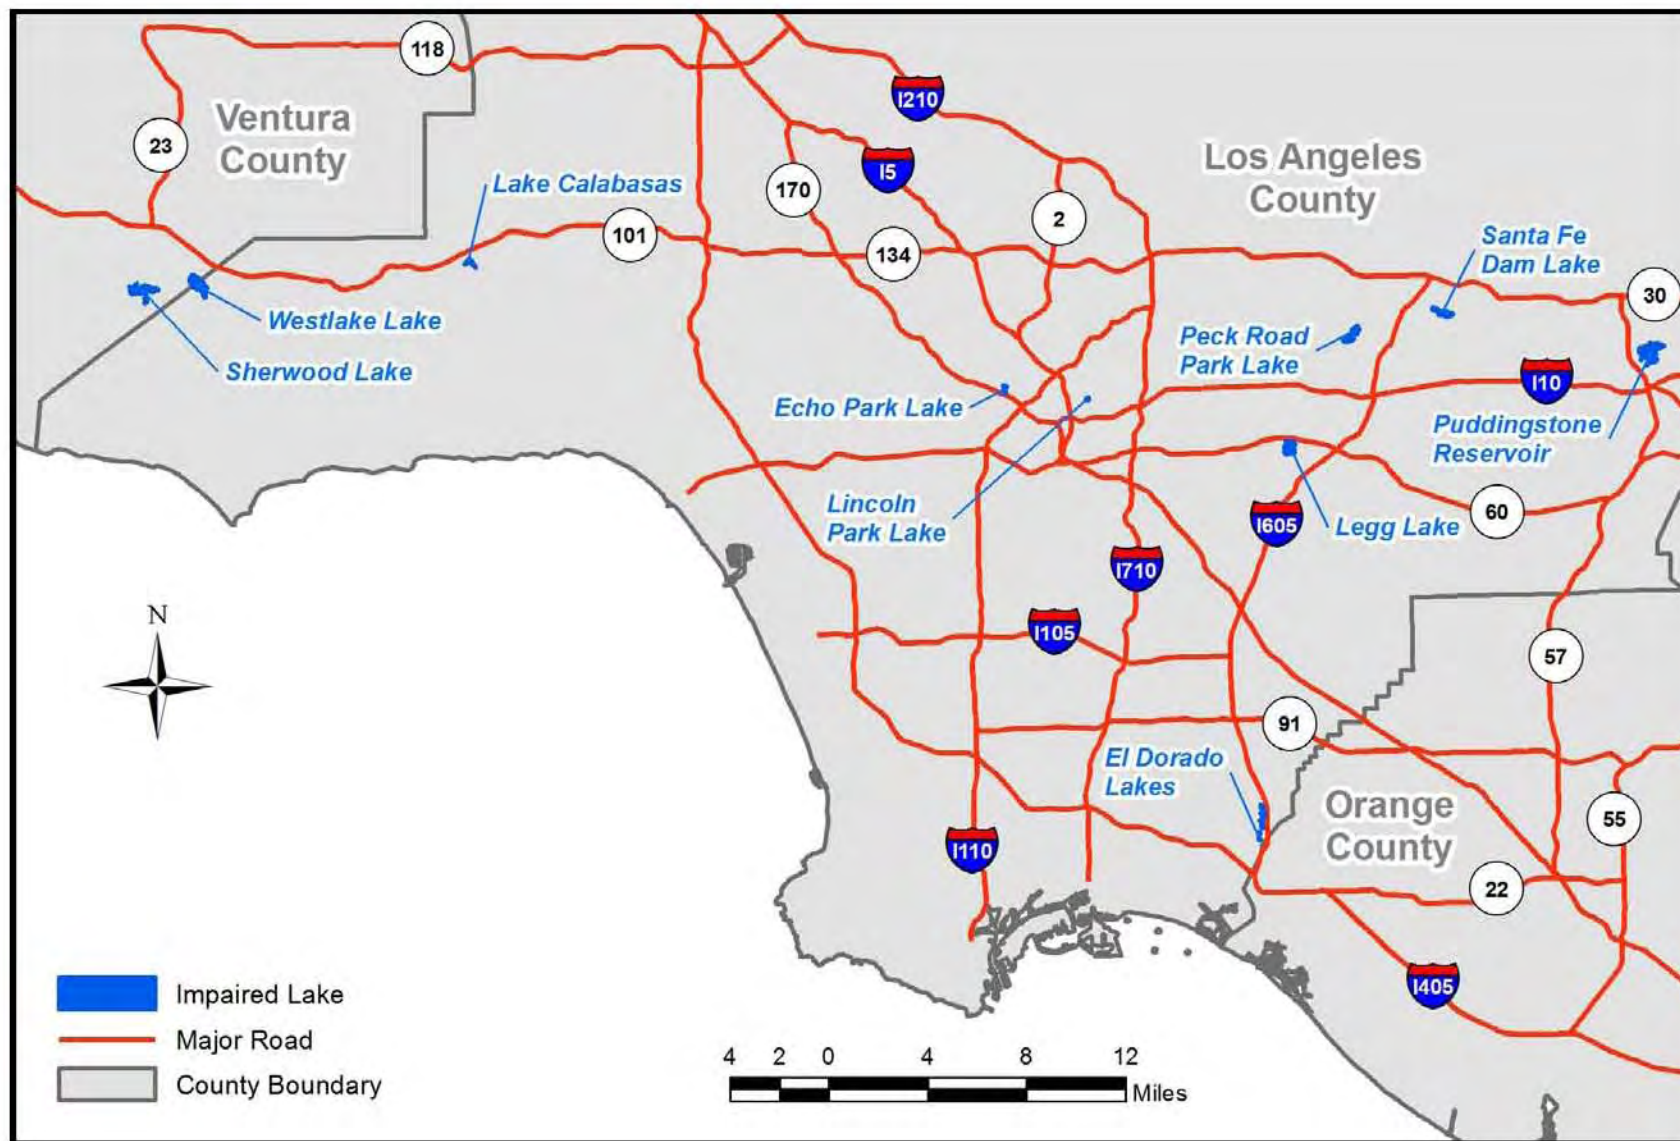 118
I210
23
Ventura
County
Los Angeles
County
I5
Lake Calabasas
170
2
101
134
Santa Fe
Dam Lake
30
Westlake Lake
Peck Road
Park Lake
Sherwood Lake
I10
Echo Park Lake
Puddingstone
Reservoir
Lincoln
Park Lake
60
I605
Legg Lake
I710
N
I105
57
91
El Dorado
Lakes
Orange
County
55
I110
22
I405
Impaired Lake
Major Road
County Boundary
4 2 0 4 8 12
Miles